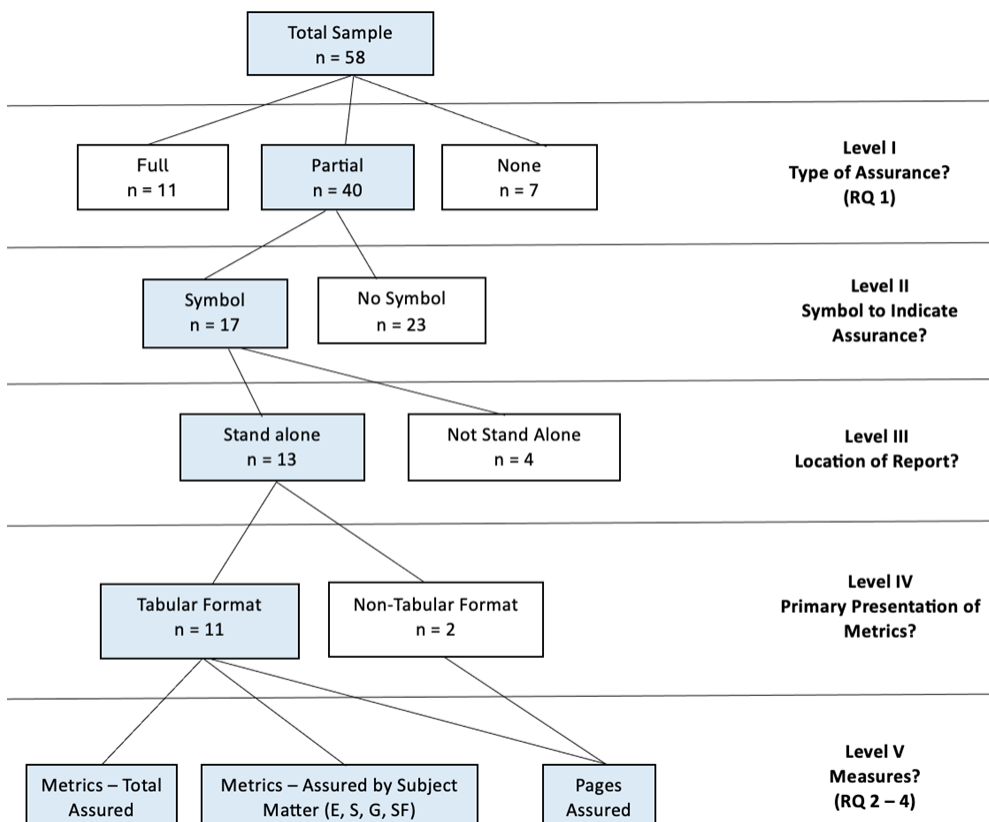 Total Sample
n = 58
Full
n = 11
Partial
n = 40
None
n = 7
Level I
Type of Assurance?
(RQ 1)
Symbol
n = 17
No Symbol
n = 23
Level II
Symbol to Indicate
Assurance?
Stand alone
n = 13
Not Stand Alone
n = 4
Level III
Location of Report?
Tabular Format
n = 11
Non-Tabular Format
n = 2
Level IV
Primary Presentation of
Metrics?
Metrics – Total
Assured
Metrics – Assured by Subject
Matter (E, S, G, SF)
Pages
Assured
Level V
Measures?
(RQ 2 – 4)